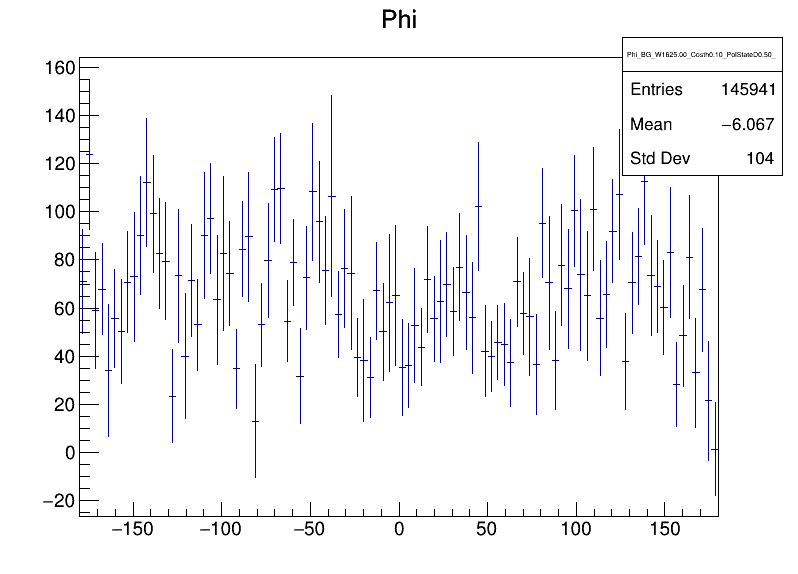 Phi
Phi_BG_W1625.00_Costh0.10_PolStateD0.50_
Entries 145941
Mean −6.067
Std Dev 104
160
140
120
100
80
60
40
20
0
−20
−150 −100 −50 0 50 100 150